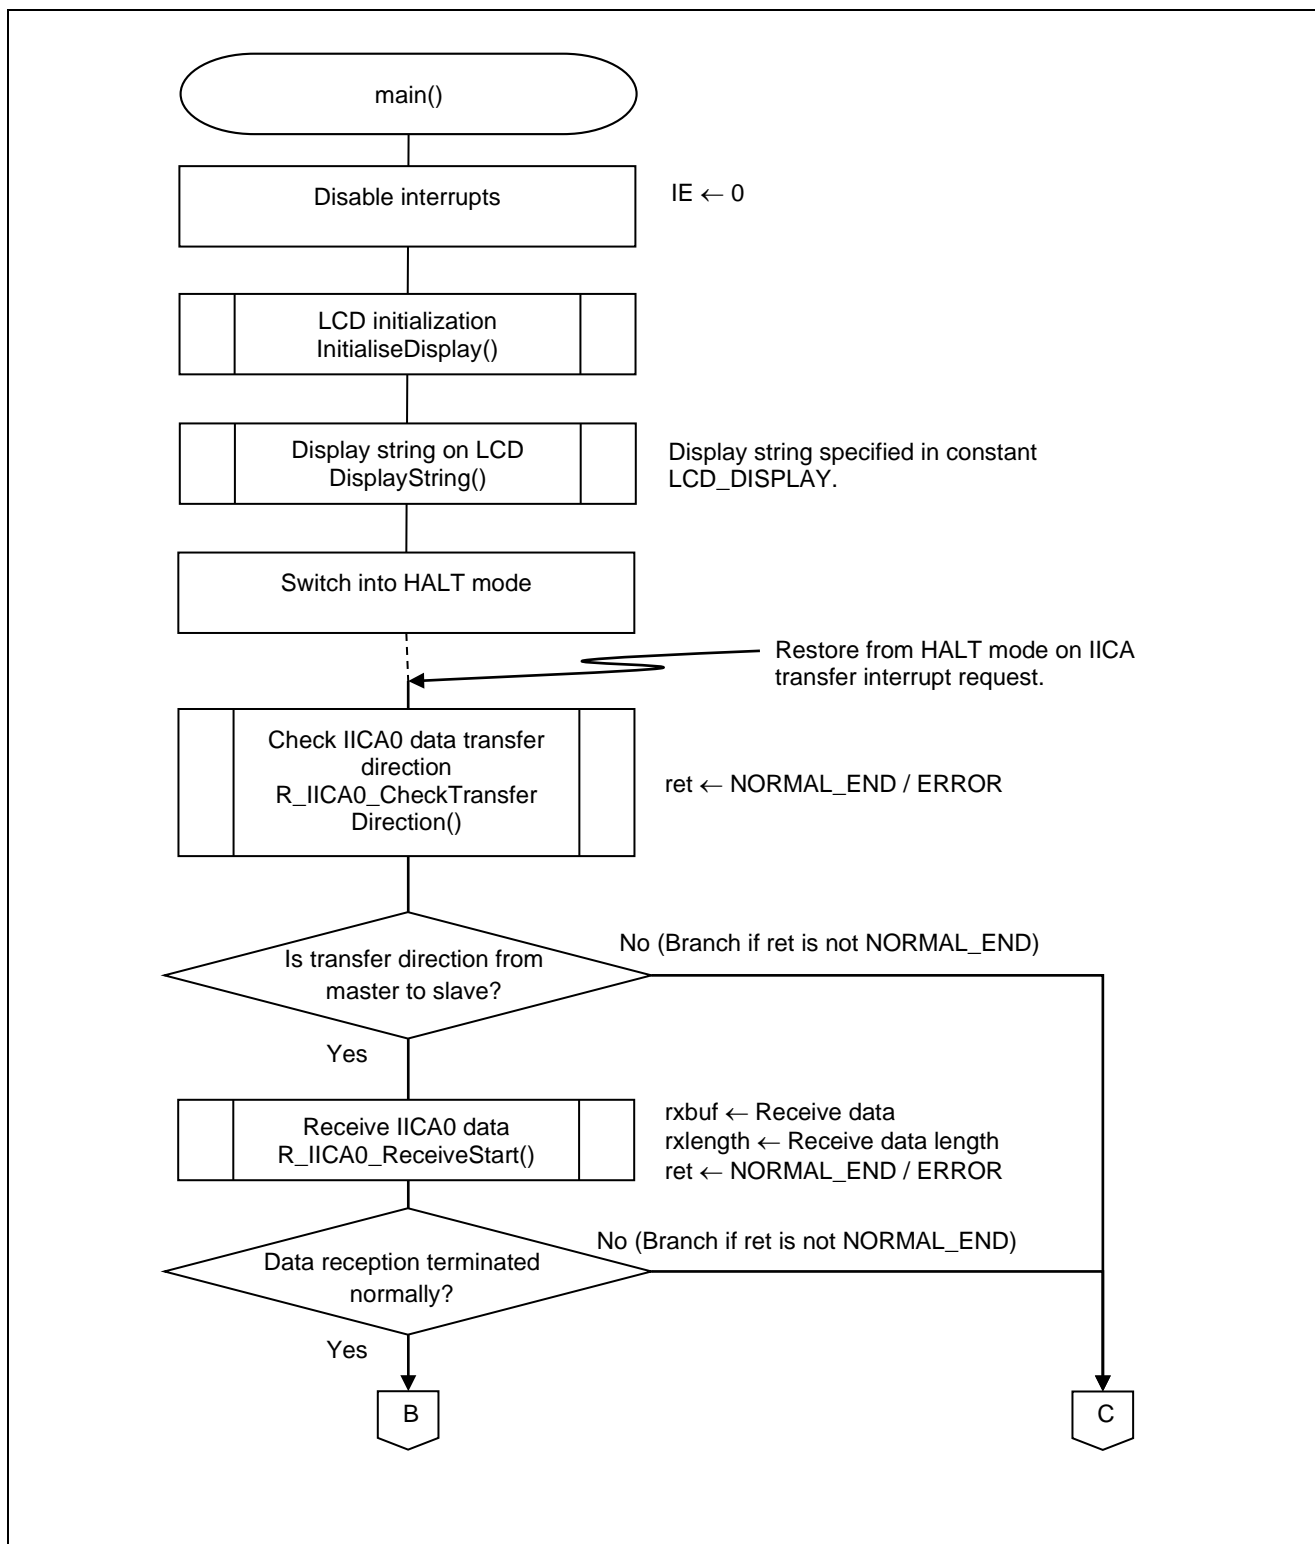 main()
Disable interrupts
IE ← 0
LCD initialization
InitialiseDisplay()
Display string on LCD
DisplayString()
Display string specified in constant
LCD_DISPLAY.
Switch into HALT mode
Restore from HALT mode on IICA
transfer interrupt request.
Check IICA0 data transfer
direction
R_IICA0_CheckTransfer
Direction()
ret ← NORMAL_END / ERROR
No (Branch if ret is not NORMAL_END)
Is transfer direction from
master to slave?
Yes
Receive IICA0 data
R_IICA0_ReceiveStart()
rxbuf ← Receive data
rxlength ← Receive data length
ret ← NORMAL_END / ERROR
No (Branch if ret is not NORMAL_END)
Data reception terminated
normally?
Yes
B
C